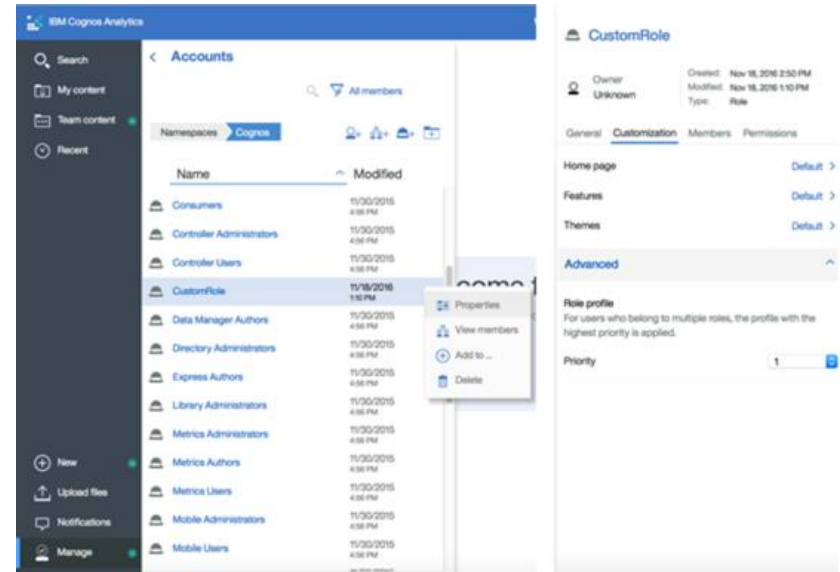 IBM Cognos Analytics
Search
My content
Team content
Recent
New
Upload files
Notifications
Manage
Accounts
All members
Namespaces Cognos
Name Modified
Consumers 11/30/2015
4:56 PM
Controller Administrators 11/30/2015
4:56 PM
Controller Users 11/30/2015
4:56 PM
CustomRole 11/18/2016
1:10 PM
Data Manager Authors 11/30/2015
4:56 PM
Directory Administrators 11/30/2015
4:56 PM
Express Authors 11/30/2015
4:56 PM
Library Administrators 11/30/2015
4:56 PM
Metrics Administrators 11/30/2015
4:56 PM
Metrics Authors 11/30/2015
4:56 PM
Metrics Users 11/30/2015
4:56 PM
Mobile Administrators 11/30/2015
4:56 PM
Mobile Users 11/30/2015
4:56 PM
Properties
View members
Add to ...
Delete
CustomRole
Owner
Unknown
Created: Nov 18, 2016 2:50 PM
Modified: Nov 18, 2016 1:10 PM
Type: Role
General Customization Members Permissions
Home page Default >
Features Default >
Themes Default >
Advanced
Role profile
For users who belong to multiple roles, the profile with the
highest priority is applied.
Priority 1